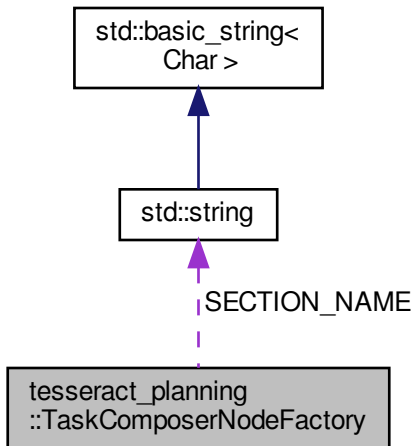 std::basic_string<
Char >
std::string
SECTION_NAME
tesseract_planning
::TaskComposerNodeFactory